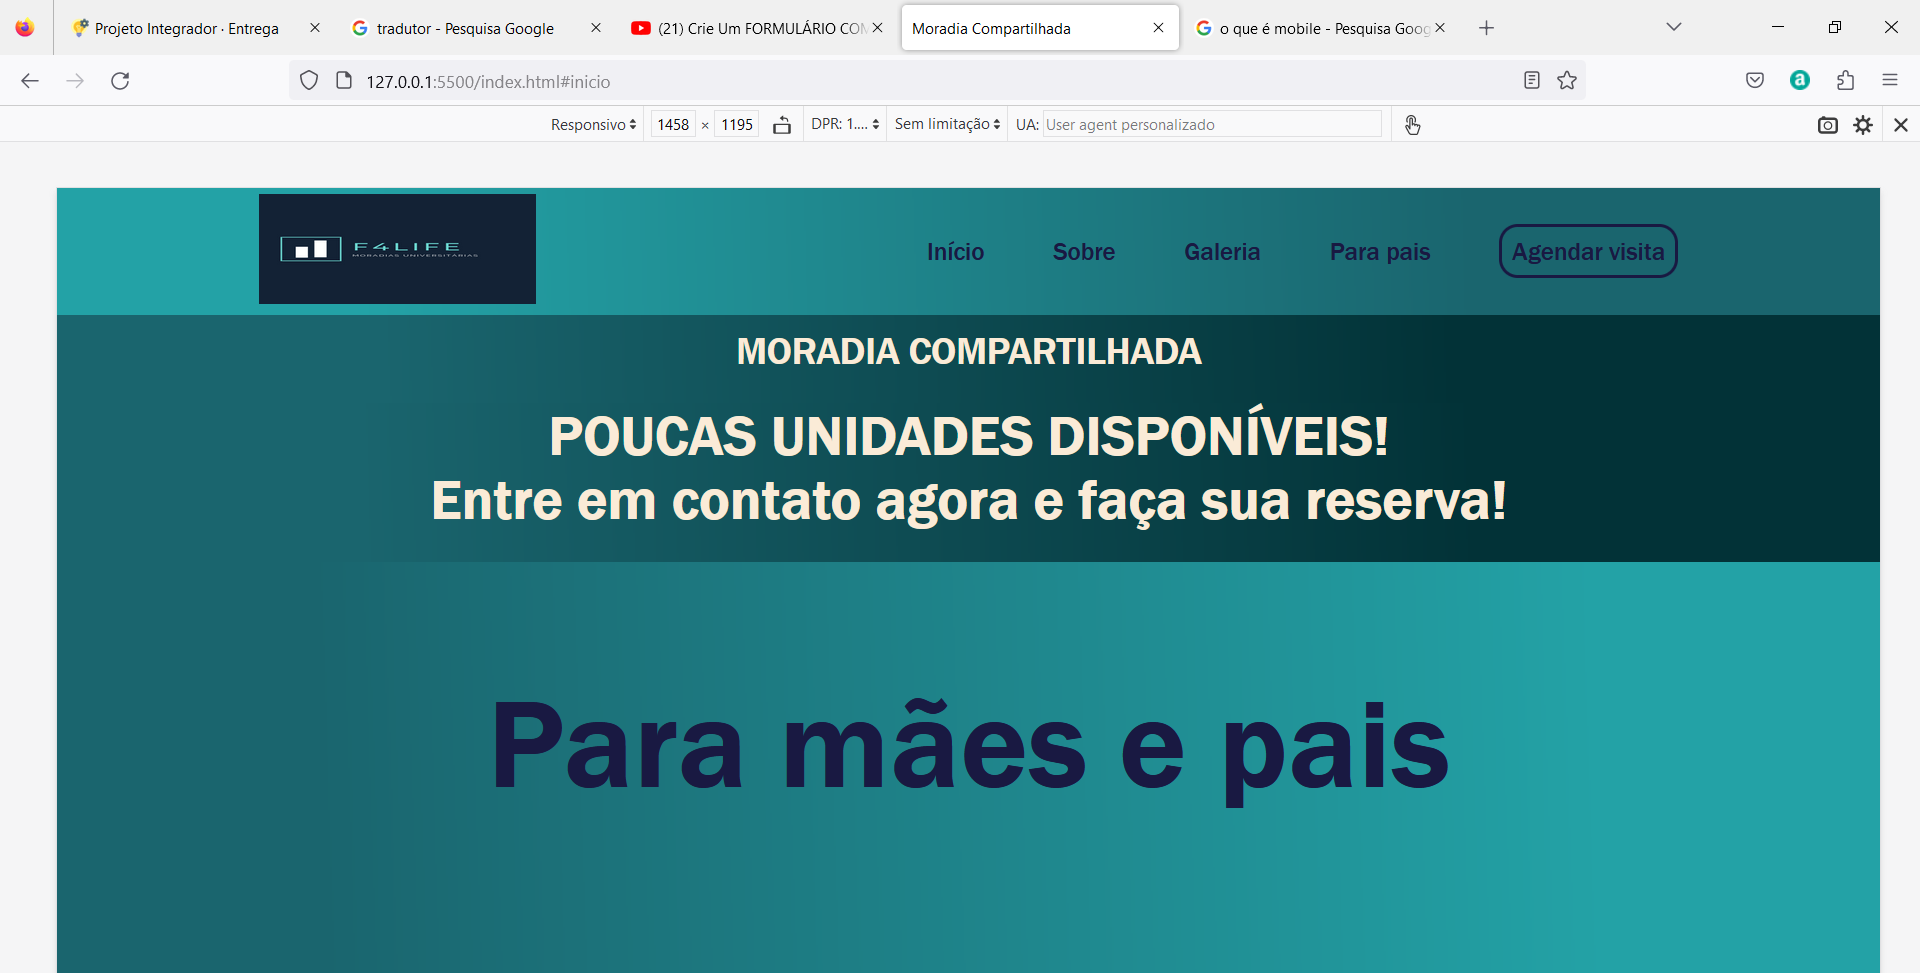 Projeto Integrador · Entrega
tradutor - Pesquisa Google
(21) Crie Um FORMULÁRIO COM
Moradia Compartilhada
o que é mobile - Pesquisa Goog
127.0.0.1:5500/index.html#inicio
Responsivo 1458 × 1195 DPR: 1.... Sem limitação UA: User agent personalizado
F4LIFE
MORADIAS UNIVERSITÁRIAS
Início Sobre Galeria Para pais Agendar visita
MORADIA COMPARTILHADA
POUCAS UNIDADES DISPONÍVEIS!
Entre em contato agora e faça sua reserva!
Para mães e pais